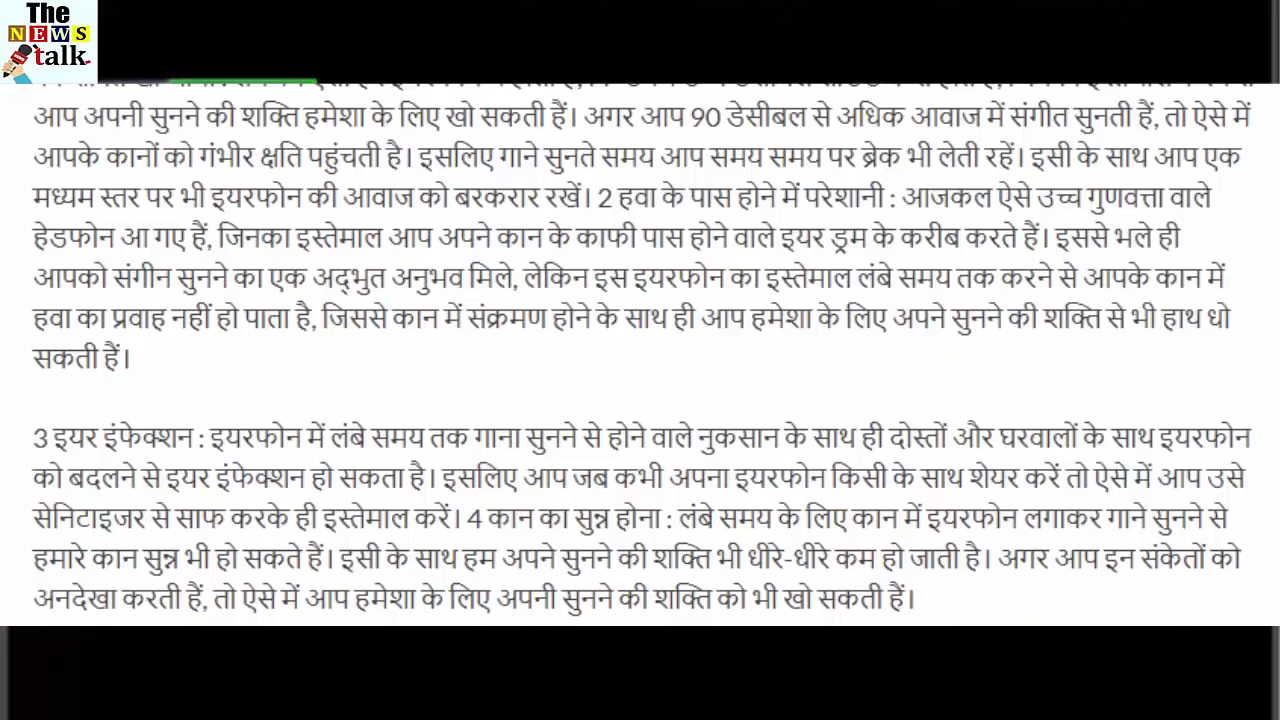 The
NEWS
talk.
आप अपनी सुनने की शक्ति हमेशा के लिए खो सकती हैं। अगर आप 90 डेसीबल से अधिक आवाज में संगीत सुनती हैं, तो ऐसे में
आपके कानों को गंभीर क्षति पहुंचती है। इसलिए गाने सुनते समय आप समय समय पर ब्रेक भी लेती रहें। इसी के साथ आप एक
मध्यम स्तर पर भी इयरफोन की आवाज को बरकरार रखें। 2 हवा के पास होने में परेशानी : आजकल ऐसे उच्च गुणवत्ता वाले
हेडफोन आ गए हैं, जिनका इस्तेमाल आप अपने कान के काफी पास होने वाले इयर ड्रम के करीब करते हैं। इससे भले ही
आपको संगीन सुनने का एक अद्भुत अनुभव मिले, लेकिन इस इयरफोन का इस्तेमाल लंबे समय तक करने से आपके कान में
हवा का प्रवाह नहीं हो पाता है, जिससे कान में संक्रमण होने के साथ ही आप हमेशा के लिए अपने सुनने की शक्ति से भी हाथ धो
सकती हैं।
3 इयर इंफेक्शन : इयरफोन में लंबे समय तक गाना सुनने से होने वाले नुकसान के साथ ही दोस्तों और घरवालों के साथ इयरफोन
को बदलने से इयर इंफेक्शन हो सकता है। इसलिए आप जब कभी अपना इयरफोन किसी के साथ शेयर करें तो ऐसे में आप उसे
सेनिटाइजर से साफ करके ही इस्तेमाल करें। 4 कान का सुन्न होना : लंबे समय के लिए कान में इयरफोन लगाकर गाने सुनने से
हमारे कान सुन्न भी हो सकते हैं। इसी के साथ हम अपने सुनने की शक्ति भी धीरे-धीरे कम हो जाती है। अगर आप इन संकेतों को
अनदेखा करती हैं, तो ऐसे में आप हमेशा के लिए अपनी सुनने की शक्ति को भी खो सकती हैं।